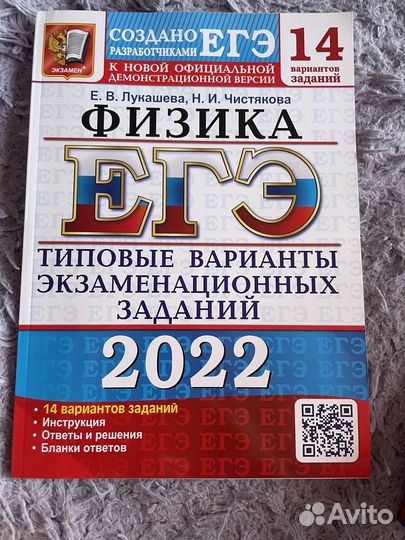 СОЗДАНО
РАЗРАБОТЧИКАМИ ЕГЭ
14
вариантов
заданий
ЭКЗАМЕН
К НОВОЙ ОФИЦИАЛЬНОЙ
ДЕМОНСТРАЦИОННОЙ ВЕРСИИ
Е. В. Лукашева, Н. И. Чистякова
ФИЗИКА
ЕГЭ
ТИПОВЫЕ ВАРИАНТЫ
ЭКЗАМЕНАЦИОННЫХ
ЗАДАНИЙ
2022
• 14 вариантов заданий
• Инструкция
• Ответы и решения
• Бланки ответов
Avito